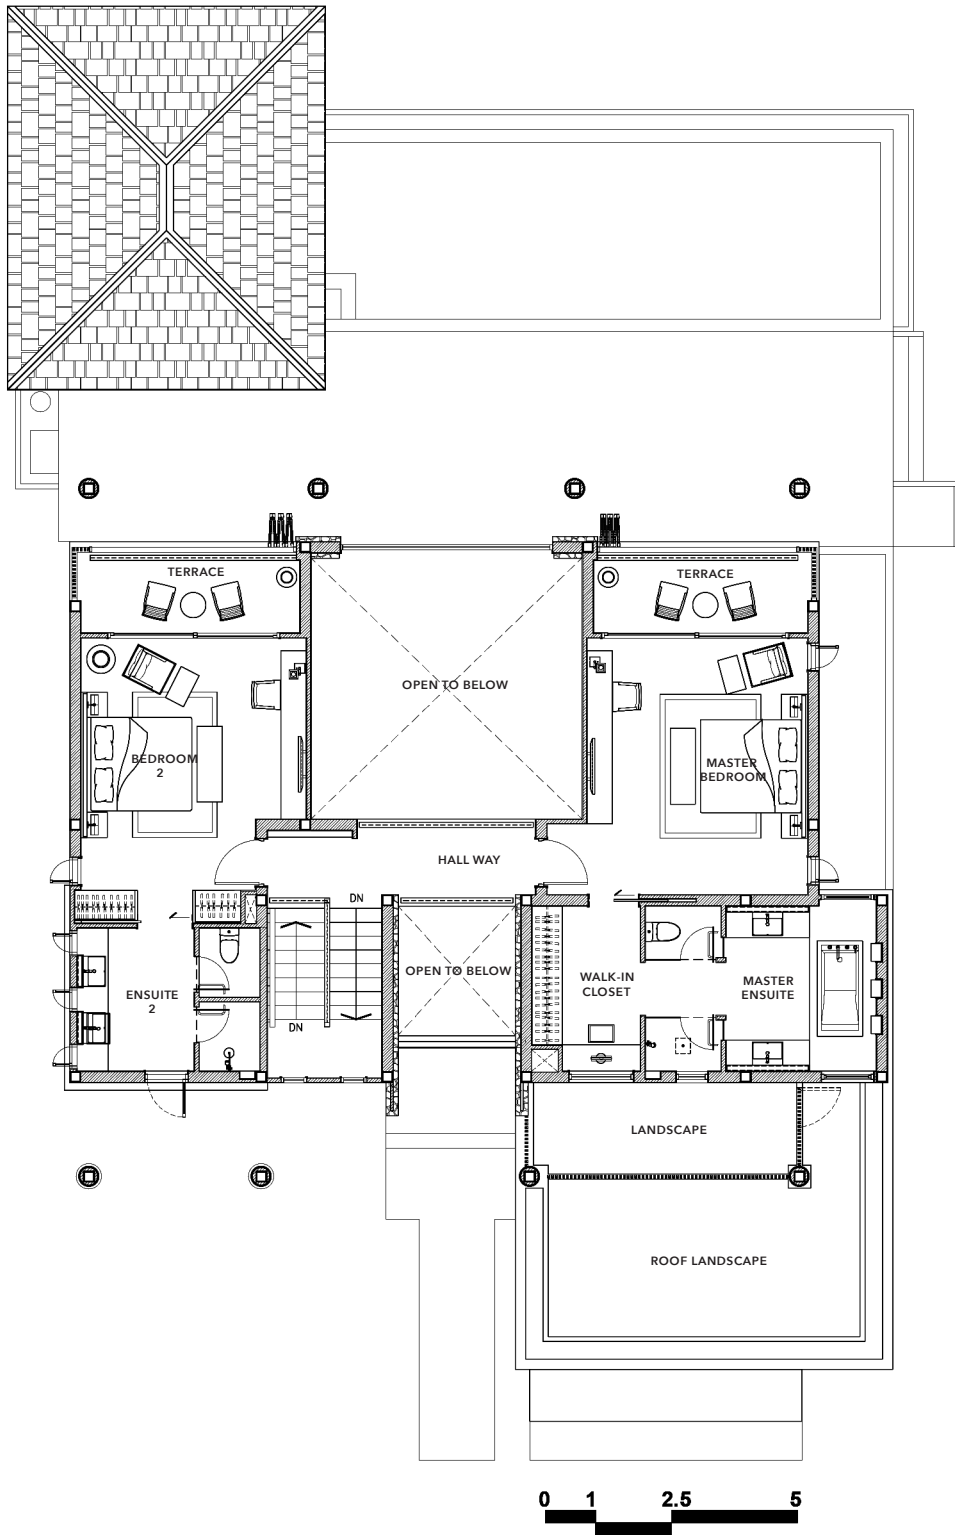 TERRACE
TERRACE
OPEN TO BELOW
BEDROOM
2
MASTER
BEDROOM
HALL WAY
DN
OPEN TO BELOW
WALK-IN
CLOSET
MASTER
ENSUITE
ENSUITE
2
DN
LANDSCAPE
ROOF LANDSCAPE
0 1 2.5 5